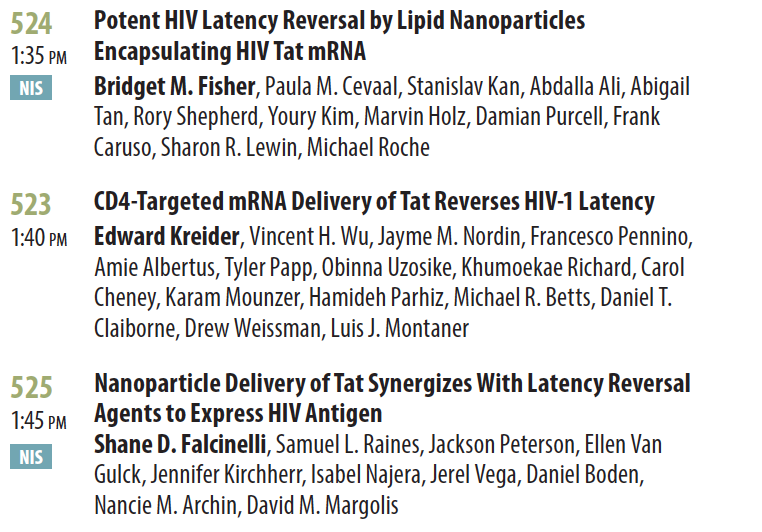 524
1:35 PM
NIS
Potent HIV Latency Reversal by Lipid Nanoparticles
Encapsulating HIV Tat mRNA
Bridget M. Fisher, Paula M. Cevaal, Stanislav Kan, Abdalla Ali, Abigail
Tan, Rory Shepherd, Youry Kim, Marvin Holz, Damian Purcell, Frank
Caruso, Sharon R. Lewin, Michael Roche
523
1:40 PM
CD4-Targeted mRNA Delivery of Tat Reverses HIV-1 Latency
Edward Kreider, Vincent H. Wu, Jayme M. Nordin, Francesco Pennino,
Amie Albertus, Tyler Papp, Obinna Uzosike, Khumoekae Richard, Carol
Cheney, Karam Mounzer, Hamideh Parhiz, Michael R. Betts, Daniel T.
Claiborne, Drew Weissman, Luis J. Montaner
525
1:45 PM
NIS
Nanoparticle Delivery of Tat Synergizes With Latency Reversal
Agents to Express HIV Antigen
Shane D. Falcinelli, Samuel L. Raines, Jackson Peterson, Ellen Van
Gulck, Jennifer Kirchherr, Isabel Najera, Jerel Vega, Daniel Boden,
Nancie M. Archin, David M. Margolis